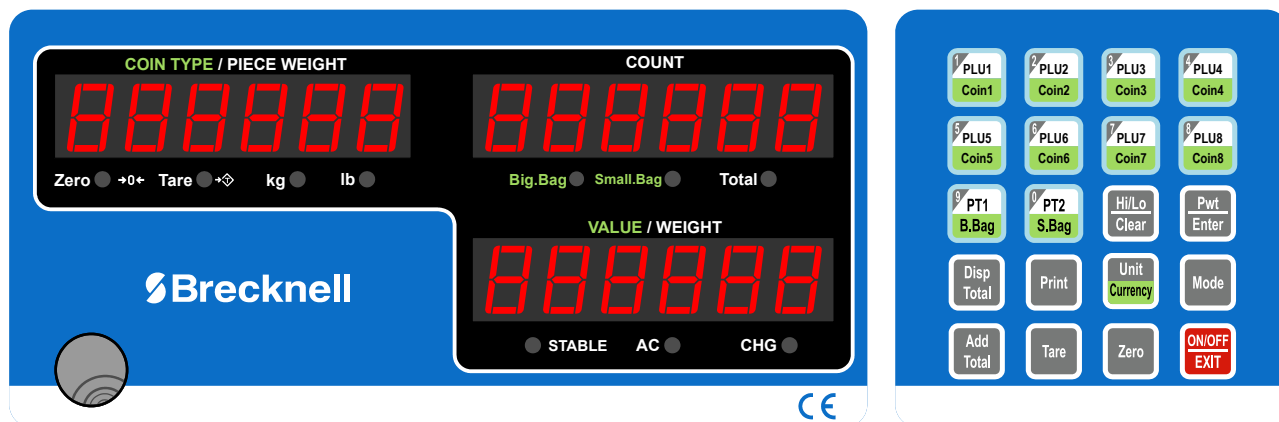 COIN TYPE / PIECE WEIGHT
COUNT
888888
888888
Zero →0← Tare →T← kg lb
Big.Bag Small.Bag Total
VALUE / WEIGHT
888888
Brecknell
STABLE AC CHG
CE
1 PLU1 Coin1
2 PLU2 Coin2
3 PLU3 Coin3
4 PLU4 Coin4
5 PLU5 Coin5
6 PLU6 Coin6
7 PLU7 Coin7
8 PLU8 Coin8
9 PT1 B.Bag
0 PT2 S.Bag
Hi/Lo Clear
Pwt Enter
Disp Total
Print
Unit Currency
Mode
Add Total
Tare
Zero
ON/OFF EXIT